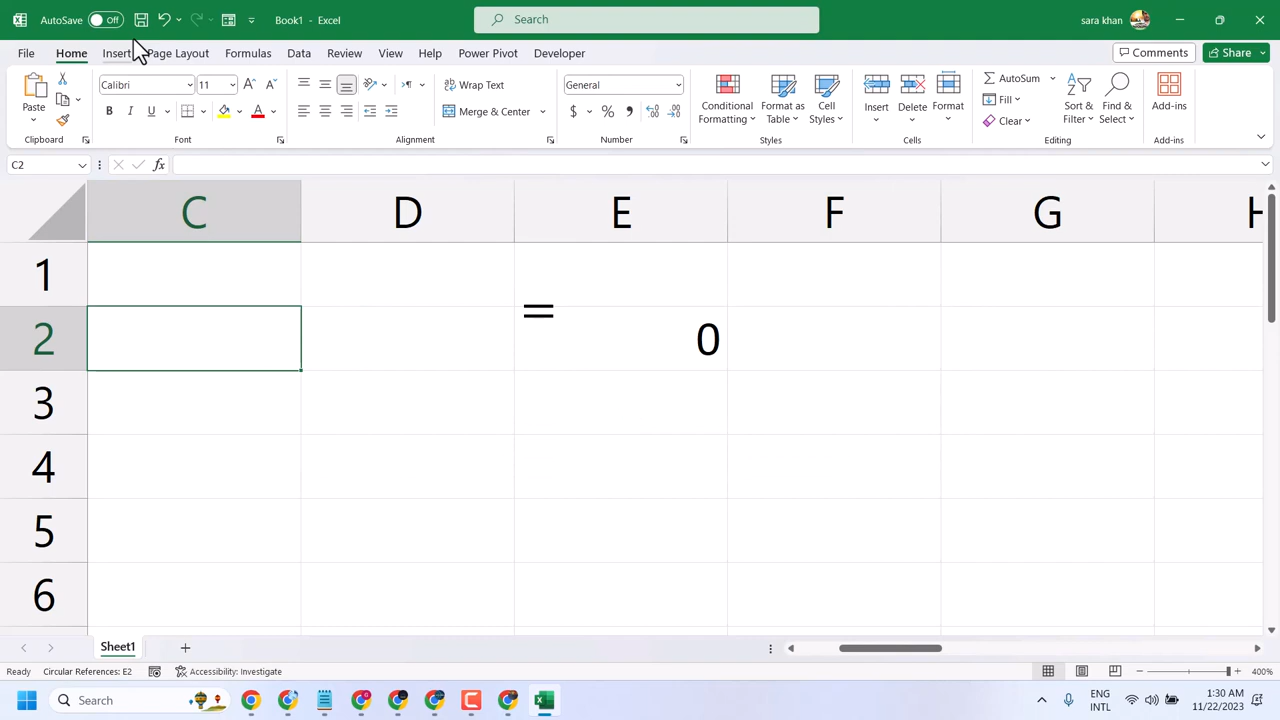 AutoSave Off Book1 - Excel Search sara khan
File Home Insert Page Layout Formulas Data Review View Help Power Pivot Developer Comments Share
Paste Calibri 11 Wrap Text General Conditional Formatting Format as Table Cell Styles Insert Delete Format AutoSum Sort & Filter Find & Select Add-ins
B I U Merge & Center $ % , Fill
Clear
Clipboard Font Alignment Number Styles Cells Editing Add-ins
C2 fx
C D E F G H
1
=
2 0
3
4
5
6
Sheet1
Ready Circular References: E2 Accessibility: Investigate 400%
Search ENG INTL 1:30 AM 11/22/2023